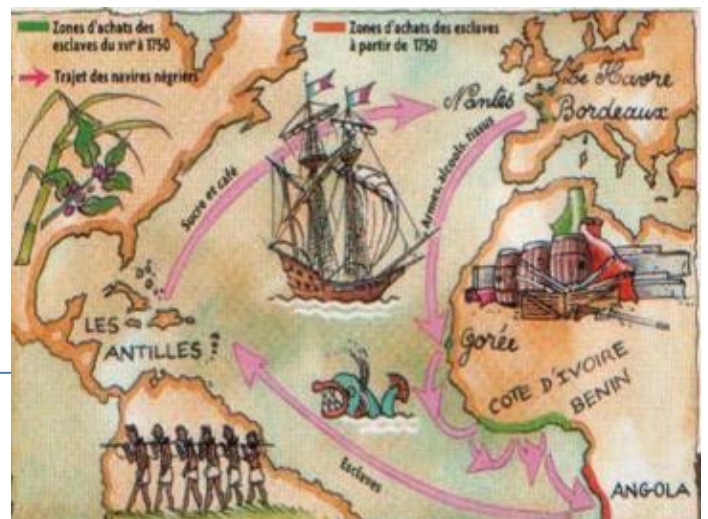 Zones d'achats des
esclaves du XVIᵉ à 1750
Zones d'achats des esclaves
à partir de 1750
Trajet des navires négriers
Nantes
Le Havre
Bordeaux
Sucre et café
Armes, alcools, tissus
LES
ANTILLES
Gorée
COTE D'IVOIRE
BENIN
Esclaves
ANGOLA